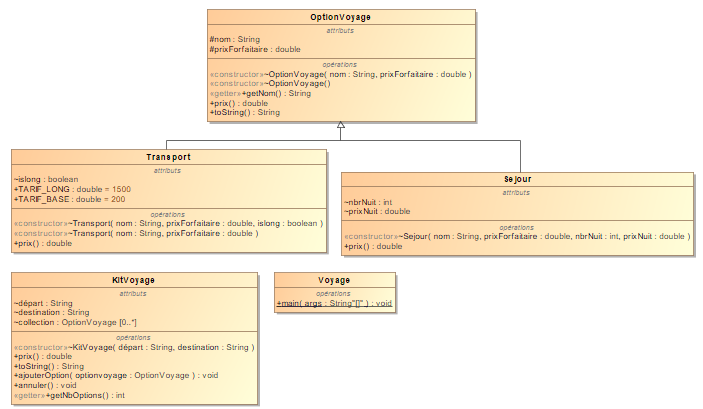 OptionVoyage
attributs
#nom : String
#prixForfaitaire : double
opérations
«constructor»~OptionVoyage( nom : String, prixForfaitaire : double )
«constructor»~OptionVoyage()
«getter»+getNom() : String
+prix() : double
+toString() : String
Transport
attributs
~islong : boolean
+TARIF_LONG : double = 1500
+TARIF_BASE : double = 200
opérations
«constructor»~Transport( nom : String, prixForfaitaire : double, islong : boolean )
«constructor»~Transport( nom : String, prixForfaitaire : double )
+prix() : double
Sejour
attributs
~nbrNuit : int
~prixNuit : double
opérations
«constructor»~Sejour( nom : String, prixForfaitaire : double, nbrNuit : int, prixNuit : double )
+prix() : double
KitVoyage
attributs
~départ : String
~destination : String
~collection : OptionVoyage [0..*]
opérations
«constructor»~KitVoyage( départ : String, destination : String )
+prix() : double
+toString() : String
+ajouterOption( optionvoyage : OptionVoyage ) : void
+annuler() : void
«getter»+getNbOptions() : int
Voyage
opérations
+main( args : String"[]" ) : void